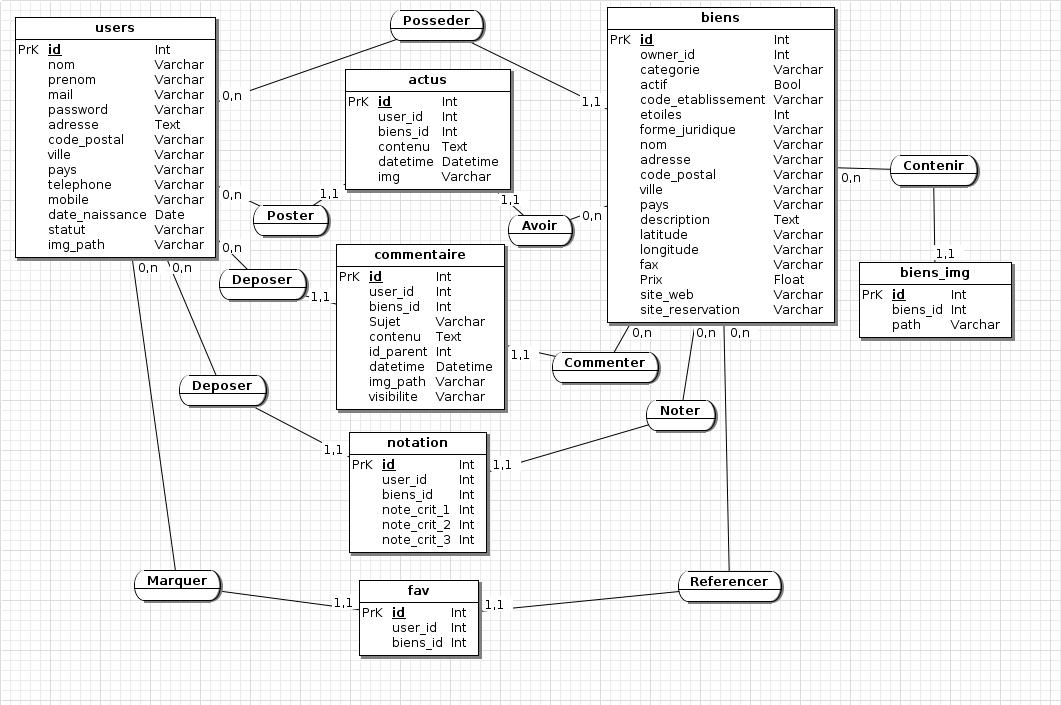 users
PrK id Int
nom Varchar
prenom Varchar
mail Varchar
password Varchar
adresse Text
code_postal Varchar
ville Varchar
pays Varchar
telephone Varchar
mobile Varchar
date_naissance Date
statut Varchar
img_path Varchar
Posseder
0,n
1,1
actus
PrK id Int
user_id Int
biens_id Int
contenu Text
datetime Datetime
img Varchar
biens
PrK id Int
owner_id Int
categorie Varchar
actif Bool
code_etablissement Varchar
etoiles Int
forme_juridique Varchar
nom Varchar
adresse Varchar
code_postal Varchar
ville Varchar
pays Varchar
description Text
latitude Varchar
longitude Varchar
fax Varchar
Prix Float
site_web Varchar
site_reservation Varchar
0,n
Contenir
1,1
biens_img
PrK id Int
biens_id Int
path Varchar
0,n
Poster
1,1
1,1
Avoir
0,n
0,n
Deposer
1,1
commentaire
PrK id Int
user_id Int
biens_id Int
Sujet Varchar
contenu Text
id_parent Int
datetime Datetime
img_path Varchar
visibilite Varchar
1,1
Commenter
0,n
0,n
0,n
0,n
0,n
Deposer
1,1
notation
PrK id Int
user_id Int
biens_id Int
note_crit_1 Int
note_crit_2 Int
note_crit_3 Int
1,1
Noter
Marquer
1,1
fav
PrK id Int
user_id Int
biens_id Int
1,1
Referencer